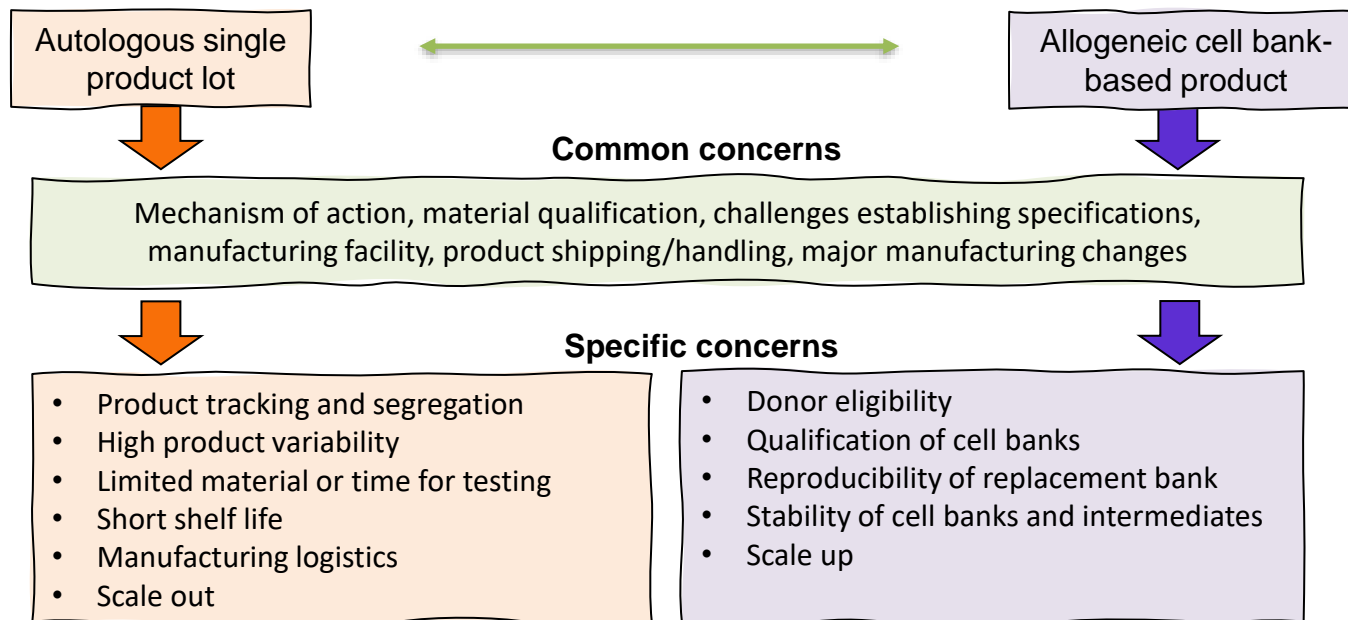 Autologous single
product lot
Allogeneic cell bank-
based product
Common concerns
Mechanism of action, material qualification, challenges establishing specifications,
manufacturing facility, product shipping/handling, major manufacturing changes
Specific concerns
• Product tracking and segregation
• High product variability
• Limited material or time for testing
• Short shelf life
• Manufacturing logistics
• Scale out
• Donor eligibility
• Qualification of cell banks
• Reproducibility of replacement bank
• Stability of cell banks and intermediates
• Scale up